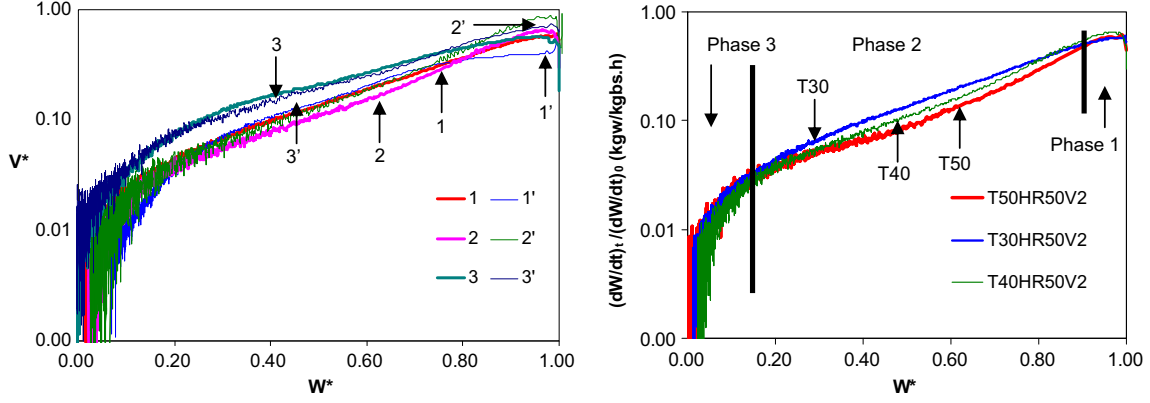 1.00
0.10
0.01
0.00
V*
0.00
0.20
0.40
0.60
0.80
1.00
W*
3
2'
1
1'
3'
2
1
1'
2
2'
3
3'
1.00
0.10
0.01
0.00
(dW/dt)t /(dW/dt)0 (kgw/kgbs.h)
0.00
0.20
0.40
0.60
0.80
1.00
W*
Phase 3
Phase 2
T30
T40
T50
Phase 1
T50HR50V2
T30HR50V2
T40HR50V2